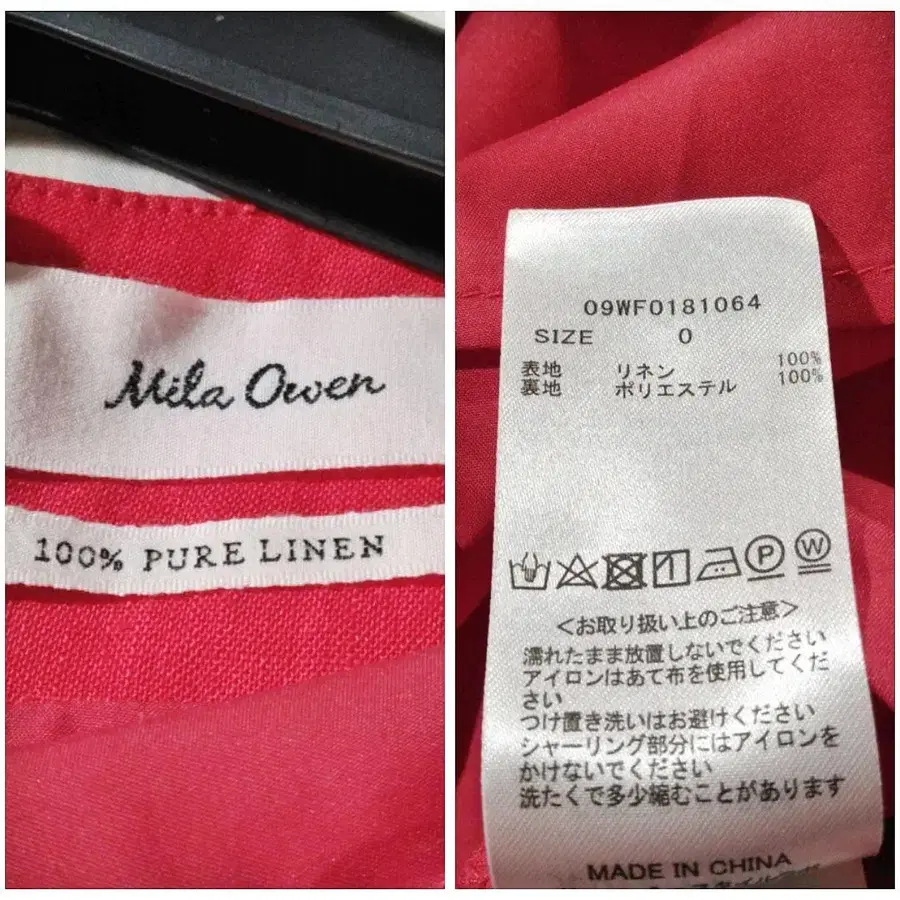 Mila Owen
100% PURE LINEN
09WF0181064
SIZE 0
表地 リネン 100%
裏地 ポリエステル 100%
P W
<お取り扱い上のご注意>
濡れたまま放置しないでください
アイロンはあて布を使用してくだ
さい
つけ置き洗いはお避けください
シャーリング部分にはアイロンを
かけないでください
洗たくで多少縮むことがあります
MADE IN CHINA